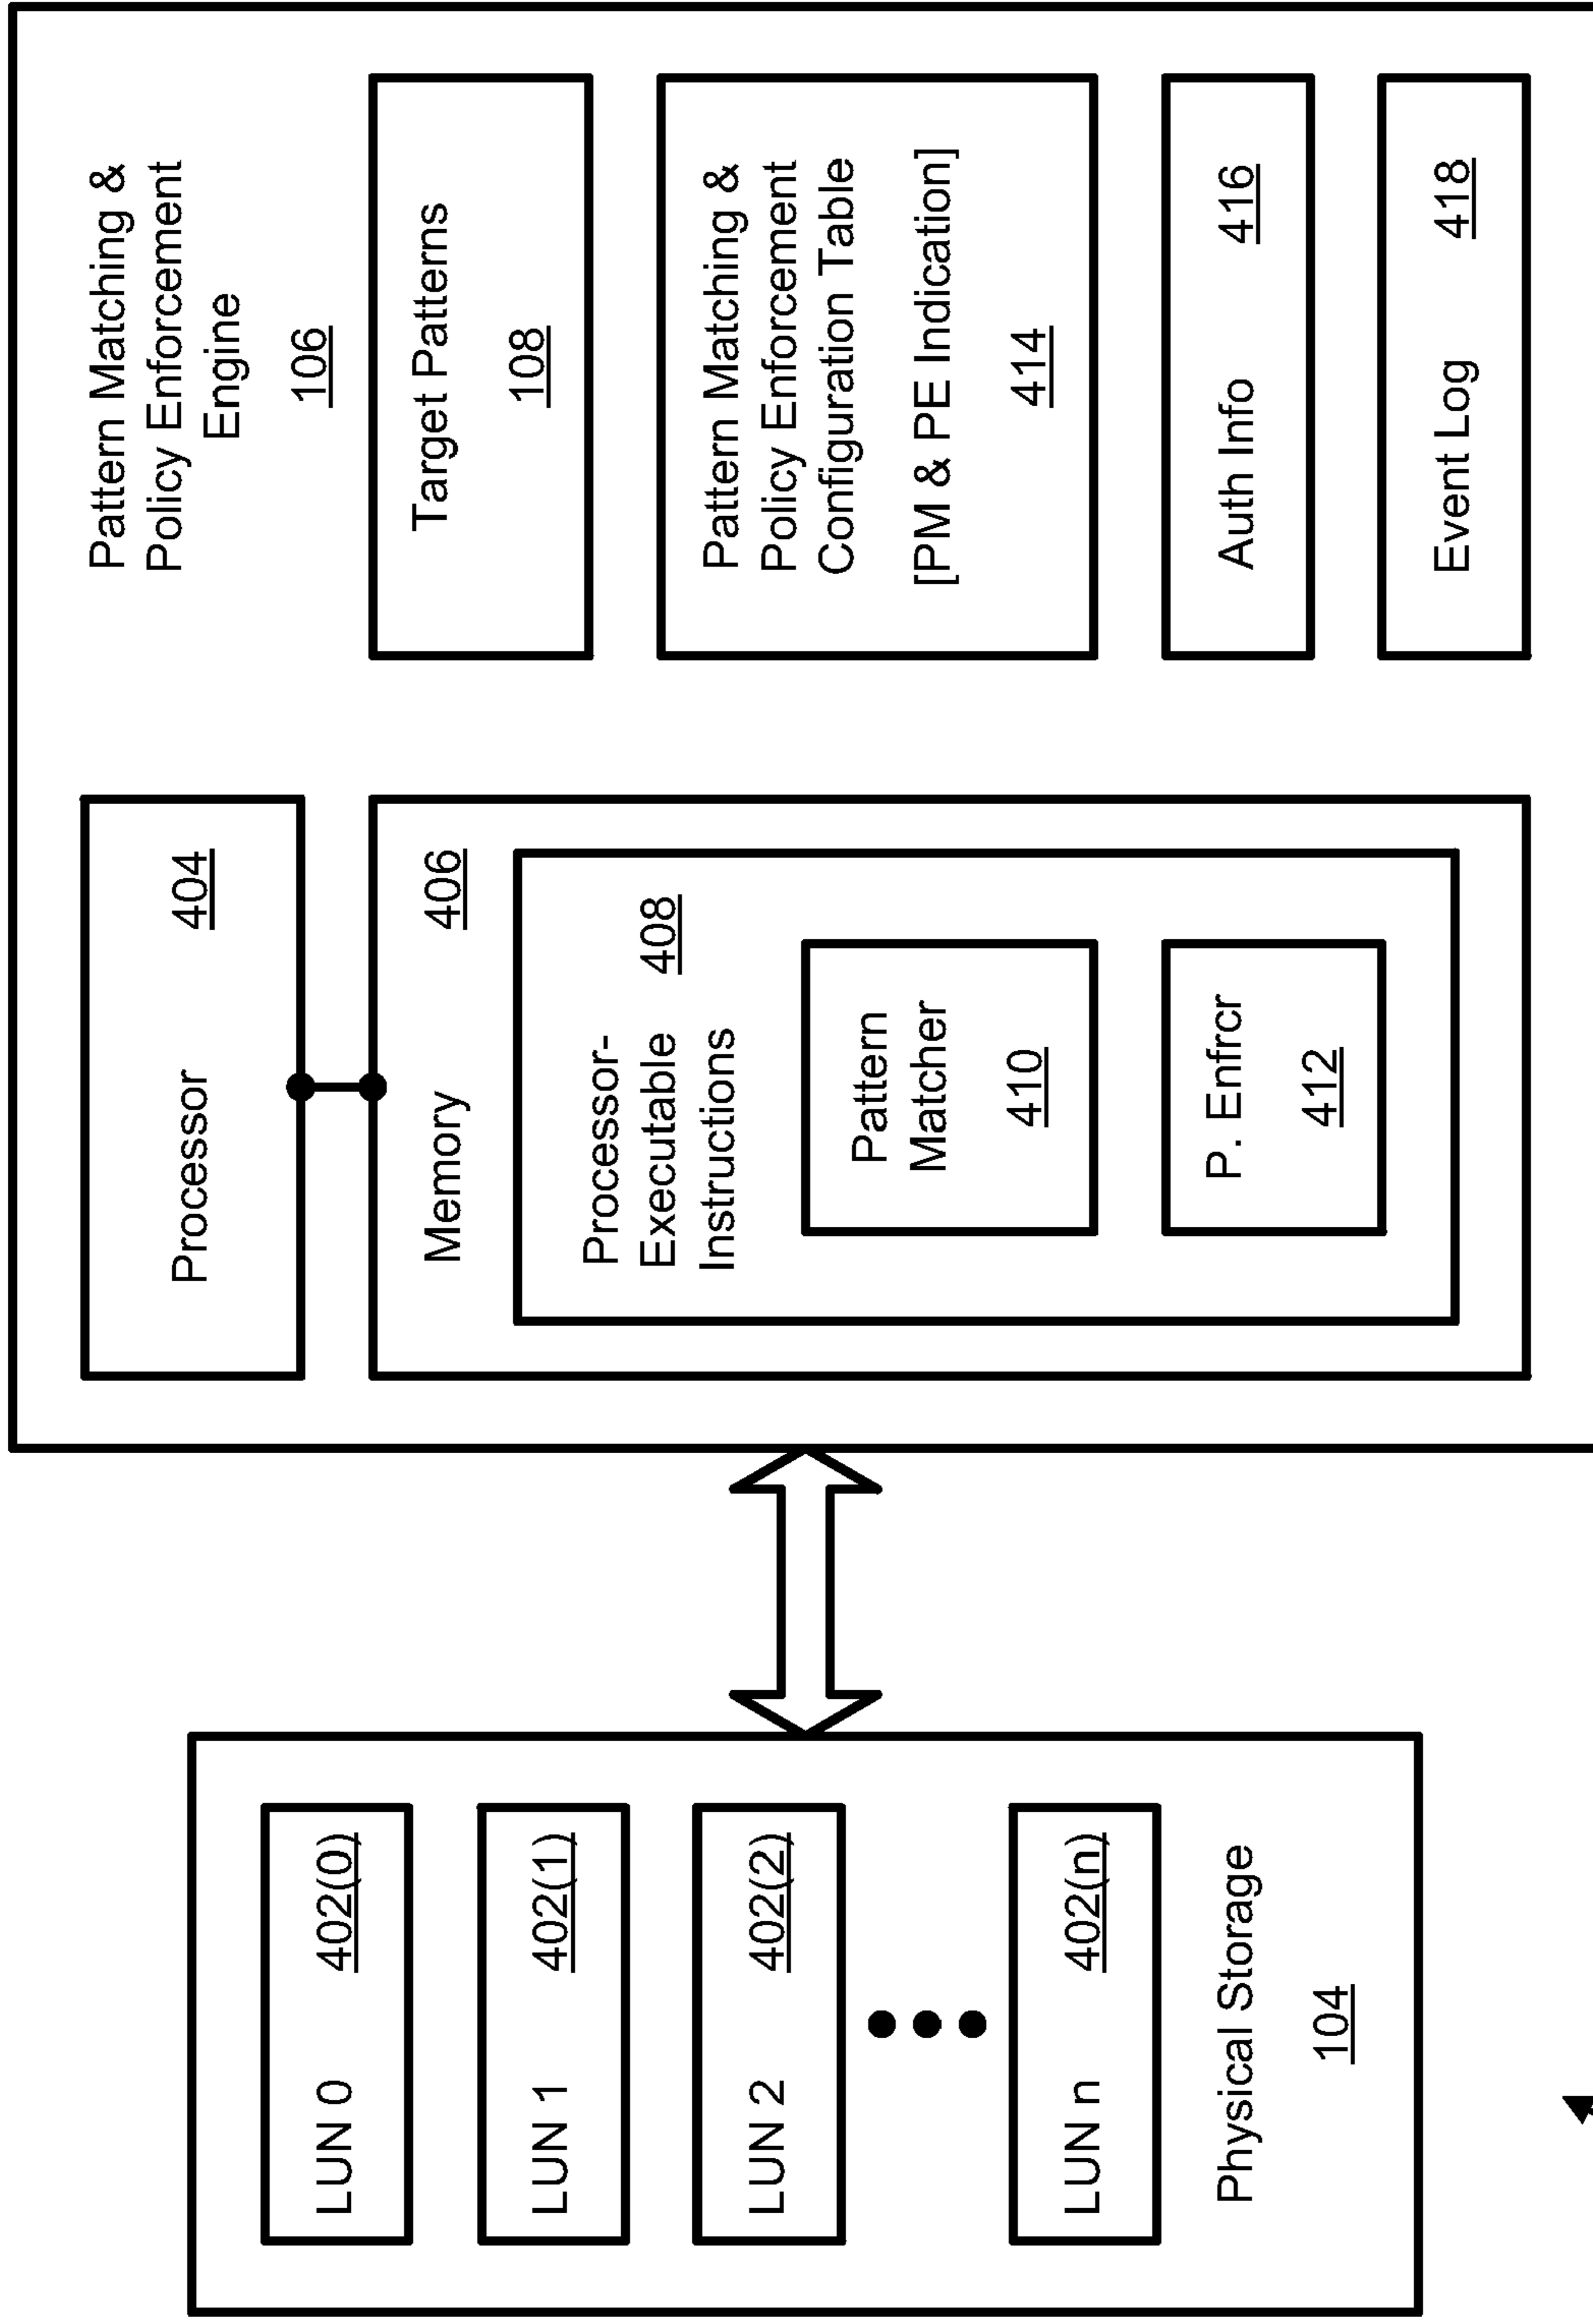 LUN 0 402(0)
LUN 1 402(1)
LUN 2 402(2)
LUN n 402(n)
Physical Storage
104
Processor 404
Memory 406
Processor-
Executable 408
Instructions
Pattern
Matcher
410
P. Enfrcr
412
Pattern Matching &
Policy Enforcement
Engine
106
Target Patterns
108
Pattern Matching &
Policy Enforcement
Configuration Table
[PM & PE Indication]
414
Auth Info 416
Event Log 418